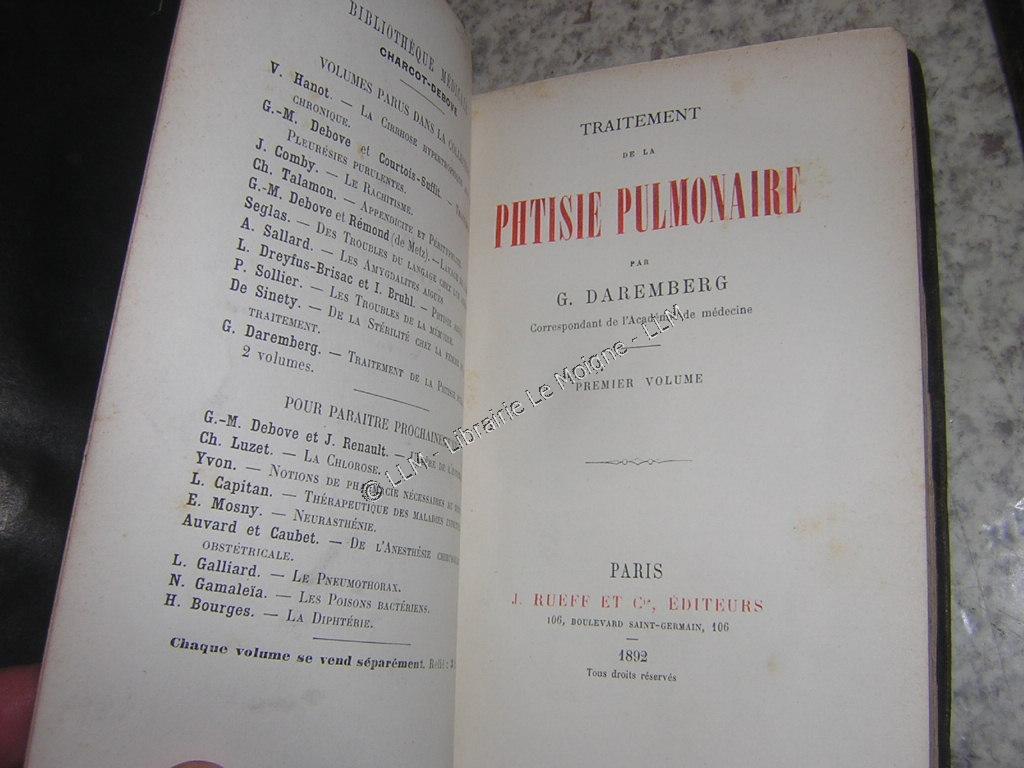 BIBLIOTHÈQUE
CHARCOT-DEBOVE
VOLUMES PARUS DANS LA
V. Hanot. — La Cirrhose hypertrophique
chronique.
G.-M. Debove et Courtois-Suffit. —
Pleurésies purulentes.
J. Comby. — Le Rachitisme.
Ch. Talamon. — Appendicite et
G.-M. Debove et Rémond (de Metz). —
Seglas. — Des Troubles du langage chez les
A. Sallard. — Les Amygdalites aiguës
L. Dreyfus-Brisac et I. Bruhl. — Phtisie
P. Sollier. — Les Troubles de la mémoire.
De Sinety. — De la Stérilité chez la femme
traitement.
G. Daremberg. — Traitement de la Phtisie
2 volumes.
POUR PARAITRE
G.-M. Debove et J. Renault. —
Ch. Luzet. — La Chlorose.
Yvon. — Notions de pharmacie nécessaires au
L. Capitan. — Thérapeutique des maladies
E. Mosny. — Neurasthénie.
Auvard et Caubet. — De l'Anesthésie
obstétricale.
L. Galliard. — Le Pneumothorax.
N. Gamaleïa. — Les Poisons bactériens.
H. Bourges. — La Diphtérie.
Chaque volume se vend séparément. Relié :
TRAITEMENT
DE LA
PHTISIE PULMONAIRE
PAR
G. DAREMBERG
Correspondant de l'Académie de médecine
PREMIER VOLUME
PARIS
J. RUEFF ET Cie, ÉDITEURS
106, BOULEVARD SAINT-GERMAIN, 106
1892
Tous droits réservés
© LLM - Librairie Le Moigne - LLM